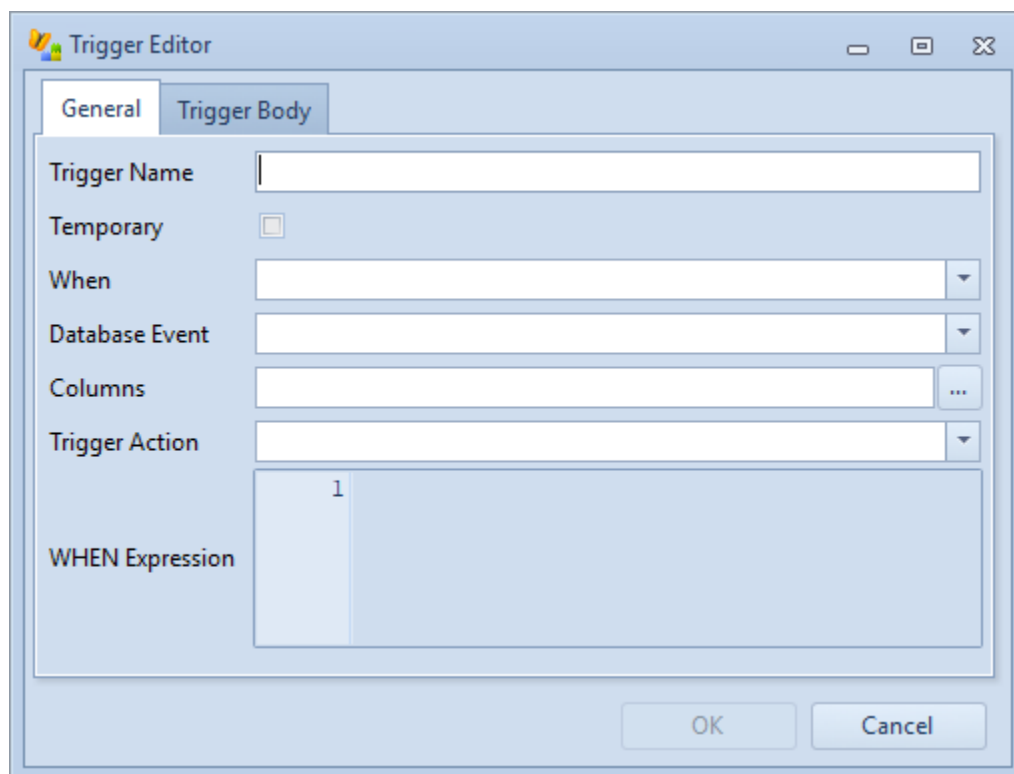 Trigger Editor
General Trigger Body
Trigger Name
Temporary
When
Database Event
Columns ...
Trigger Action
1
WHEN Expression
OK Cancel